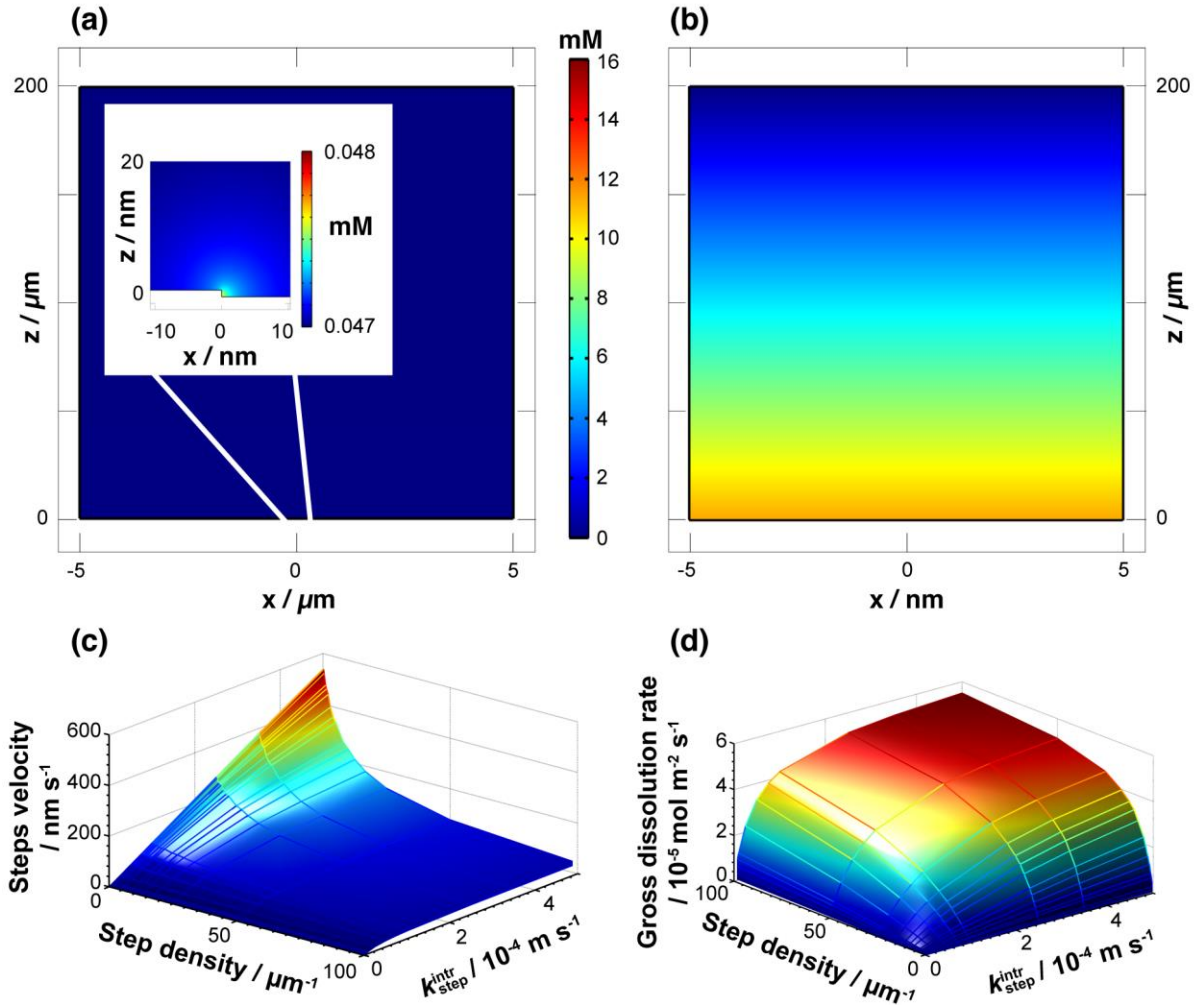 (a)
mM
(b)
200
16
14
12
10
8
6
4
2
0
20
z / nm
0
-10 0 10
x / nm
0.048
mM
0.047
z / µm
0
-5 0 5
x / µm
200
z / µm
0
-5 0 5
x / nm
(c)
Steps velocity
/ nm s⁻¹
600
400
200
0
0
50
100
Step density / µm⁻¹
0
2
4
k_step^intr / 10⁻⁴ m s⁻¹
(d)
Gross dissolution rate
/ 10⁻⁵ mol m⁻² s⁻¹
6
4
2
0
100
50
0
Step density / µm⁻¹
0
2
4
k_step^intr / 10⁻⁴ m s⁻¹